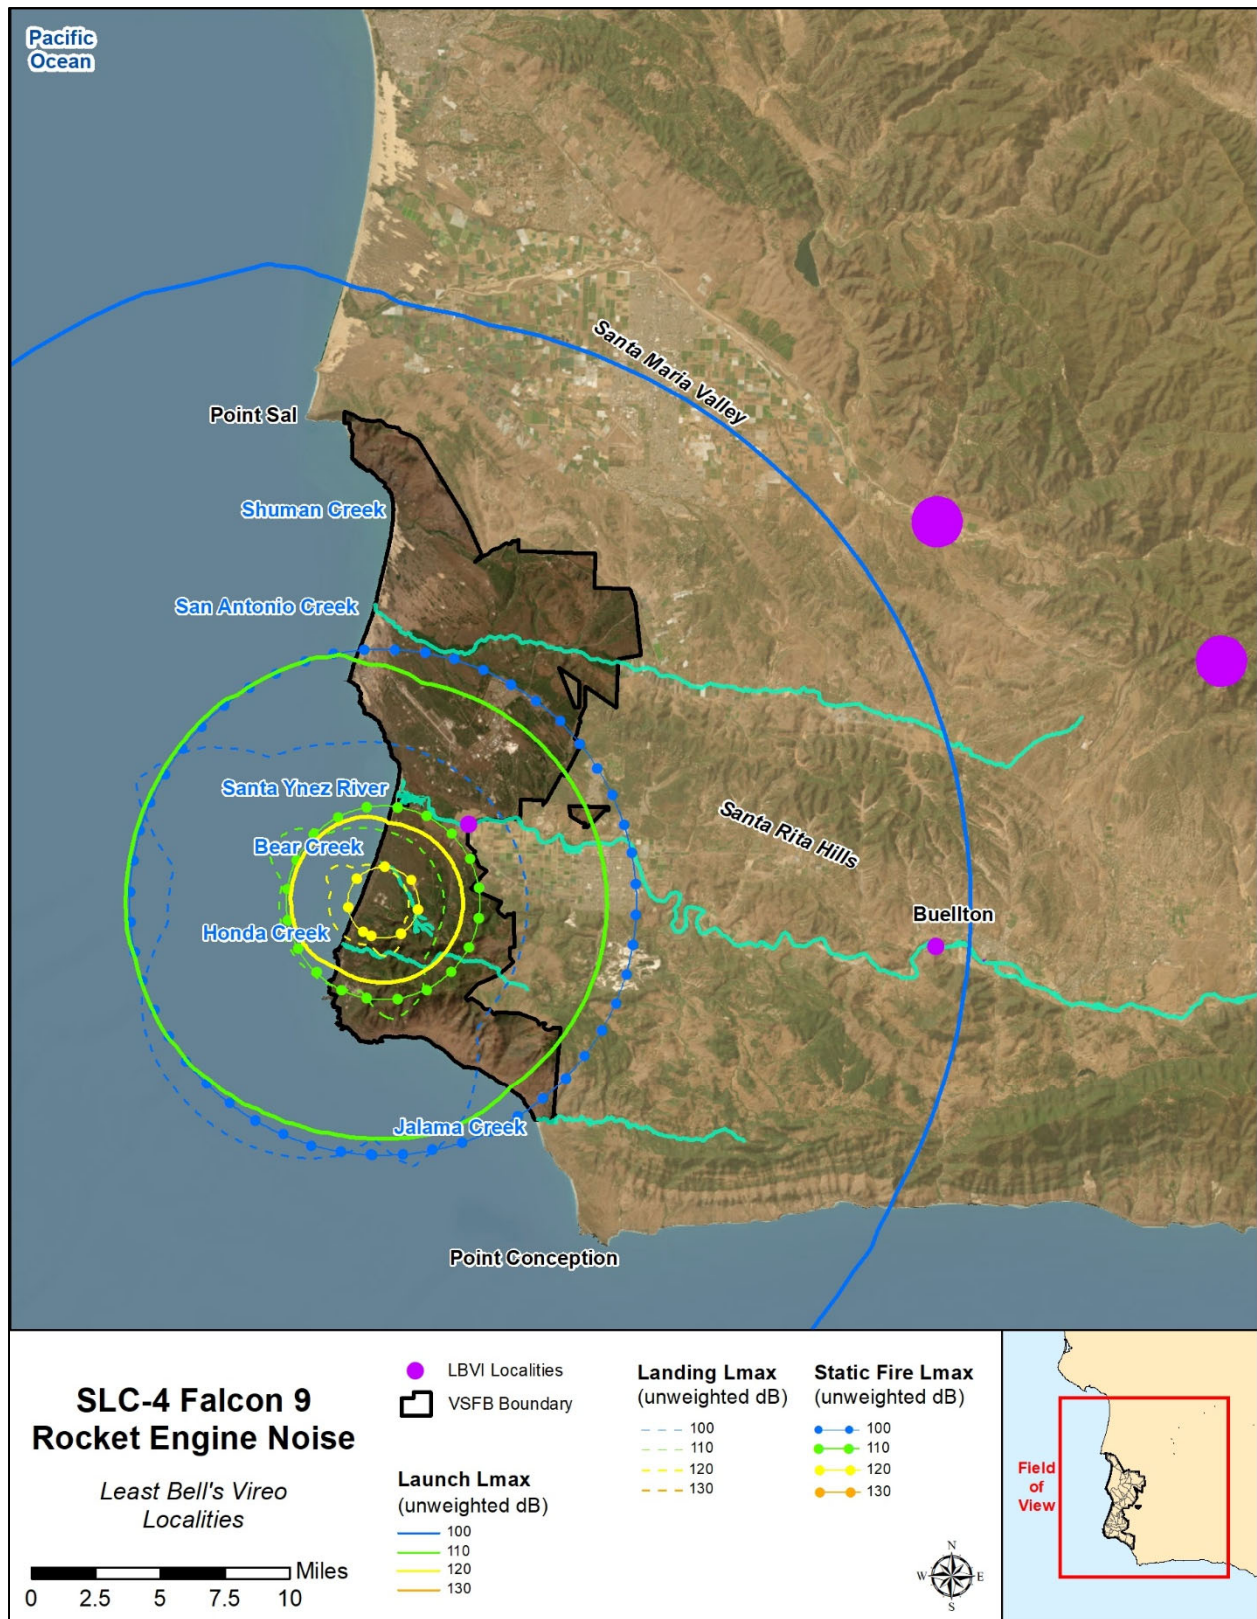 Pacific
Ocean
Santa Maria Valley
Point Sal
Shuman Creek
San Antonio Creek
Santa Ynez River
Bear Creek
Santa Rita Hills
Buellton
Honda Creek
Jalama Creek
Point Conception
SLC-4 Falcon 9
Rocket Engine Noise
Least Bell's Vireo
Localities
Miles
0 2.5 5 7.5 10
LBVI Localities
VSFB Boundary
Launch Lmax
(unweighted dB)
100
110
120
130
Landing Lmax
(unweighted dB)
100
110
120
130
Static Fire Lmax
(unweighted dB)
100
110
120
130
N
W E
S
Field
of
View